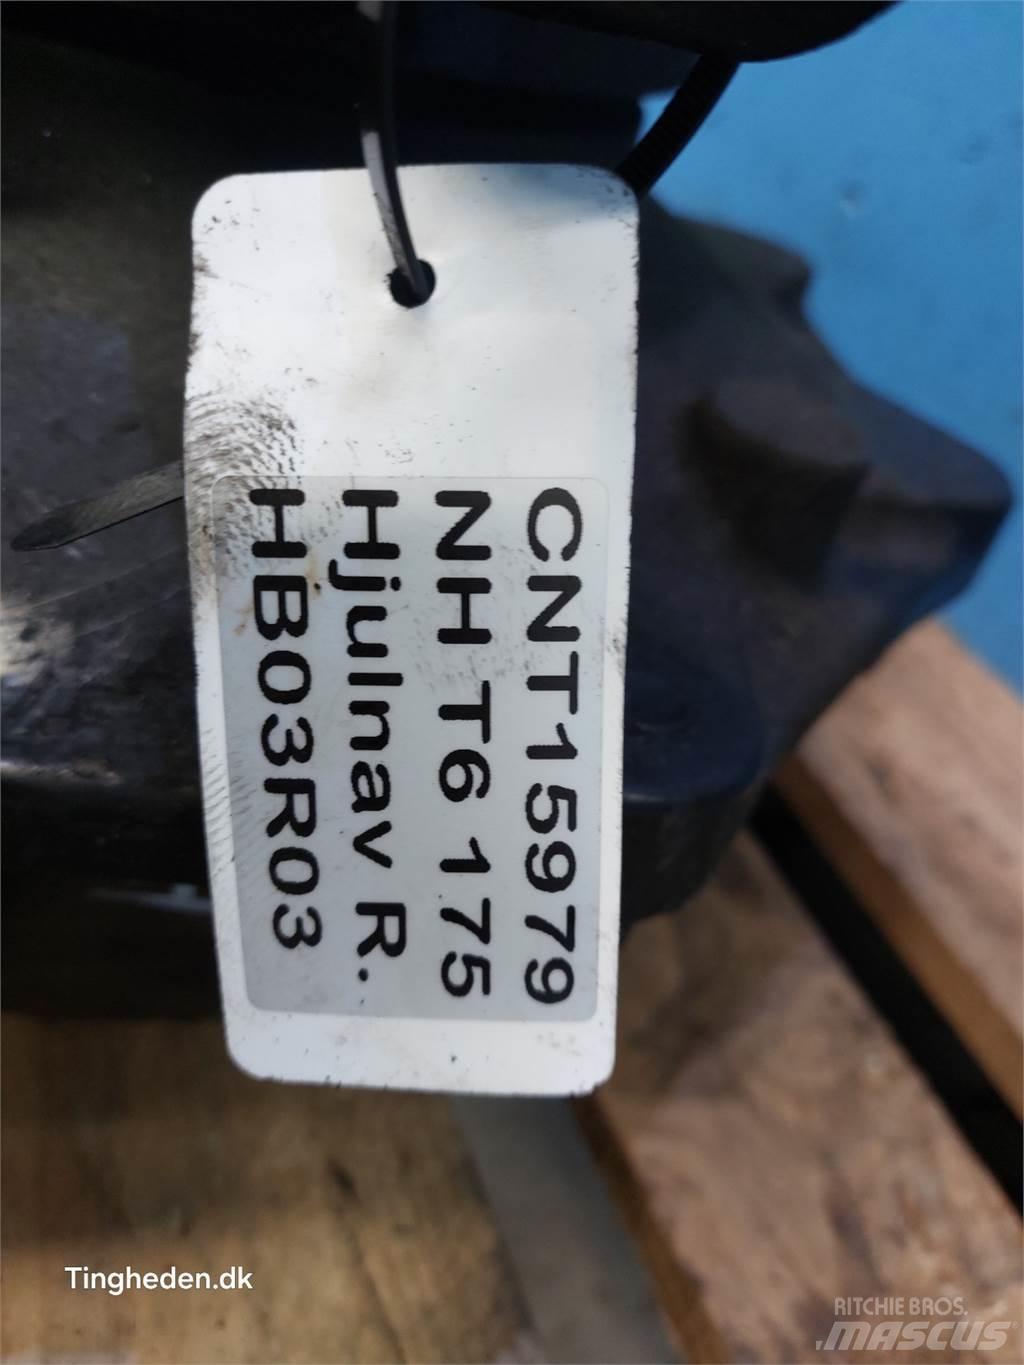 CNT15979
NH T6 175
Hjulnav R.
HB03R03
Tingheden.dk
RITCHIE BROS.
MASCUS